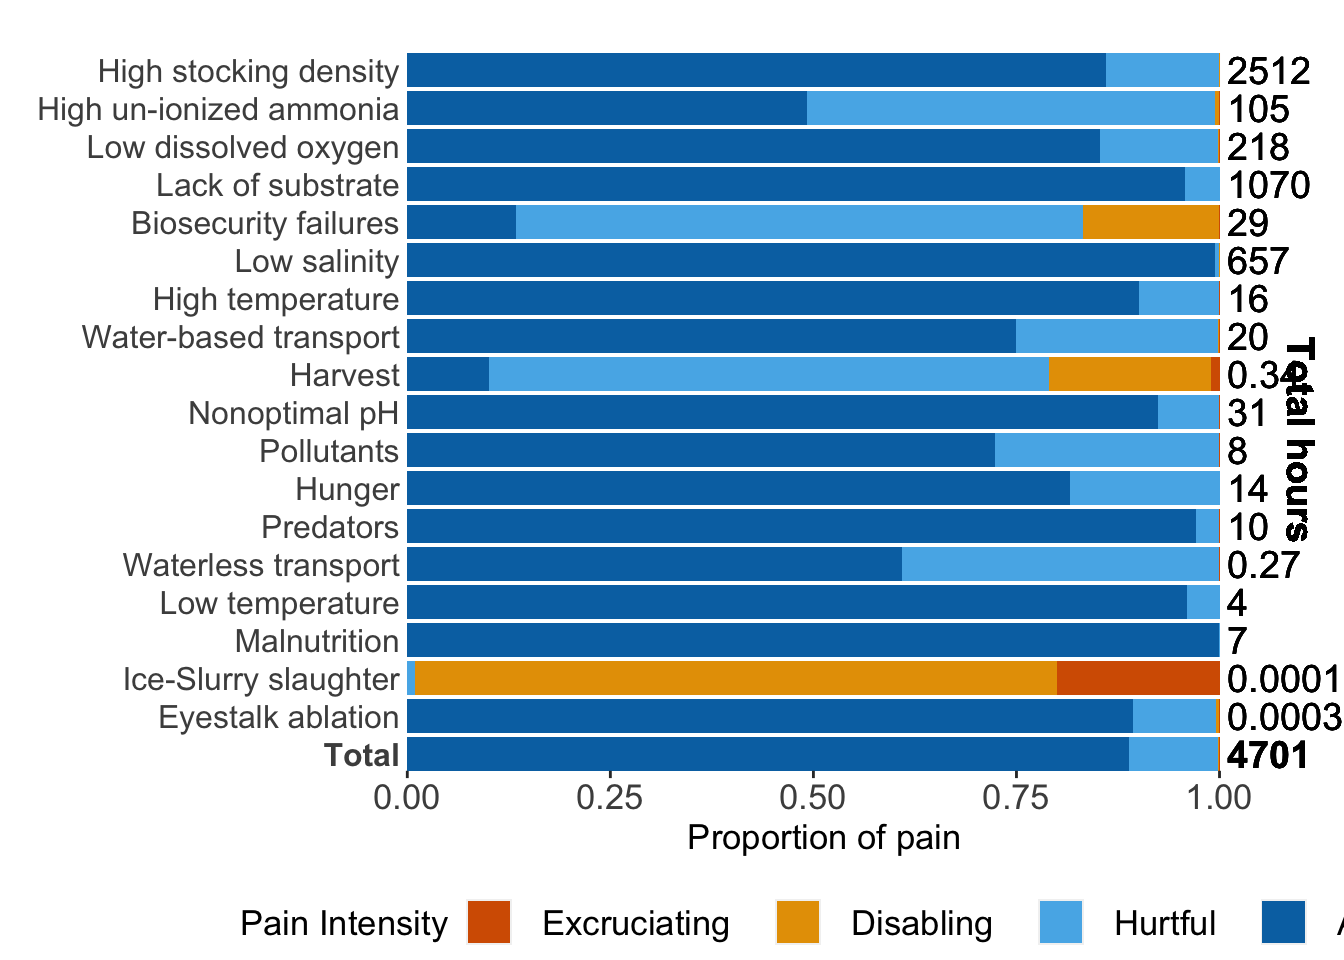 High stocking density 2512
High un-ionized ammonia 105
Low dissolved oxygen 218
Lack of substrate 1070
Biosecurity failures 29
Low salinity 657
High temperature 16
Water-based transport 20
Harvest 0.34
Nonoptimal pH 31
Pollutants 8
Hunger 14
Predators 10
Waterless transport 0.27
Low temperature 4
Malnutrition 7
Ice-Slurry slaughter 0.0001
Eyestalk ablation 0.0003
Total 4701
Total hours
0.00 0.25 0.50 0.75 1.00
Proportion of pain
Pain Intensity Excruciating Disabling Hurtful